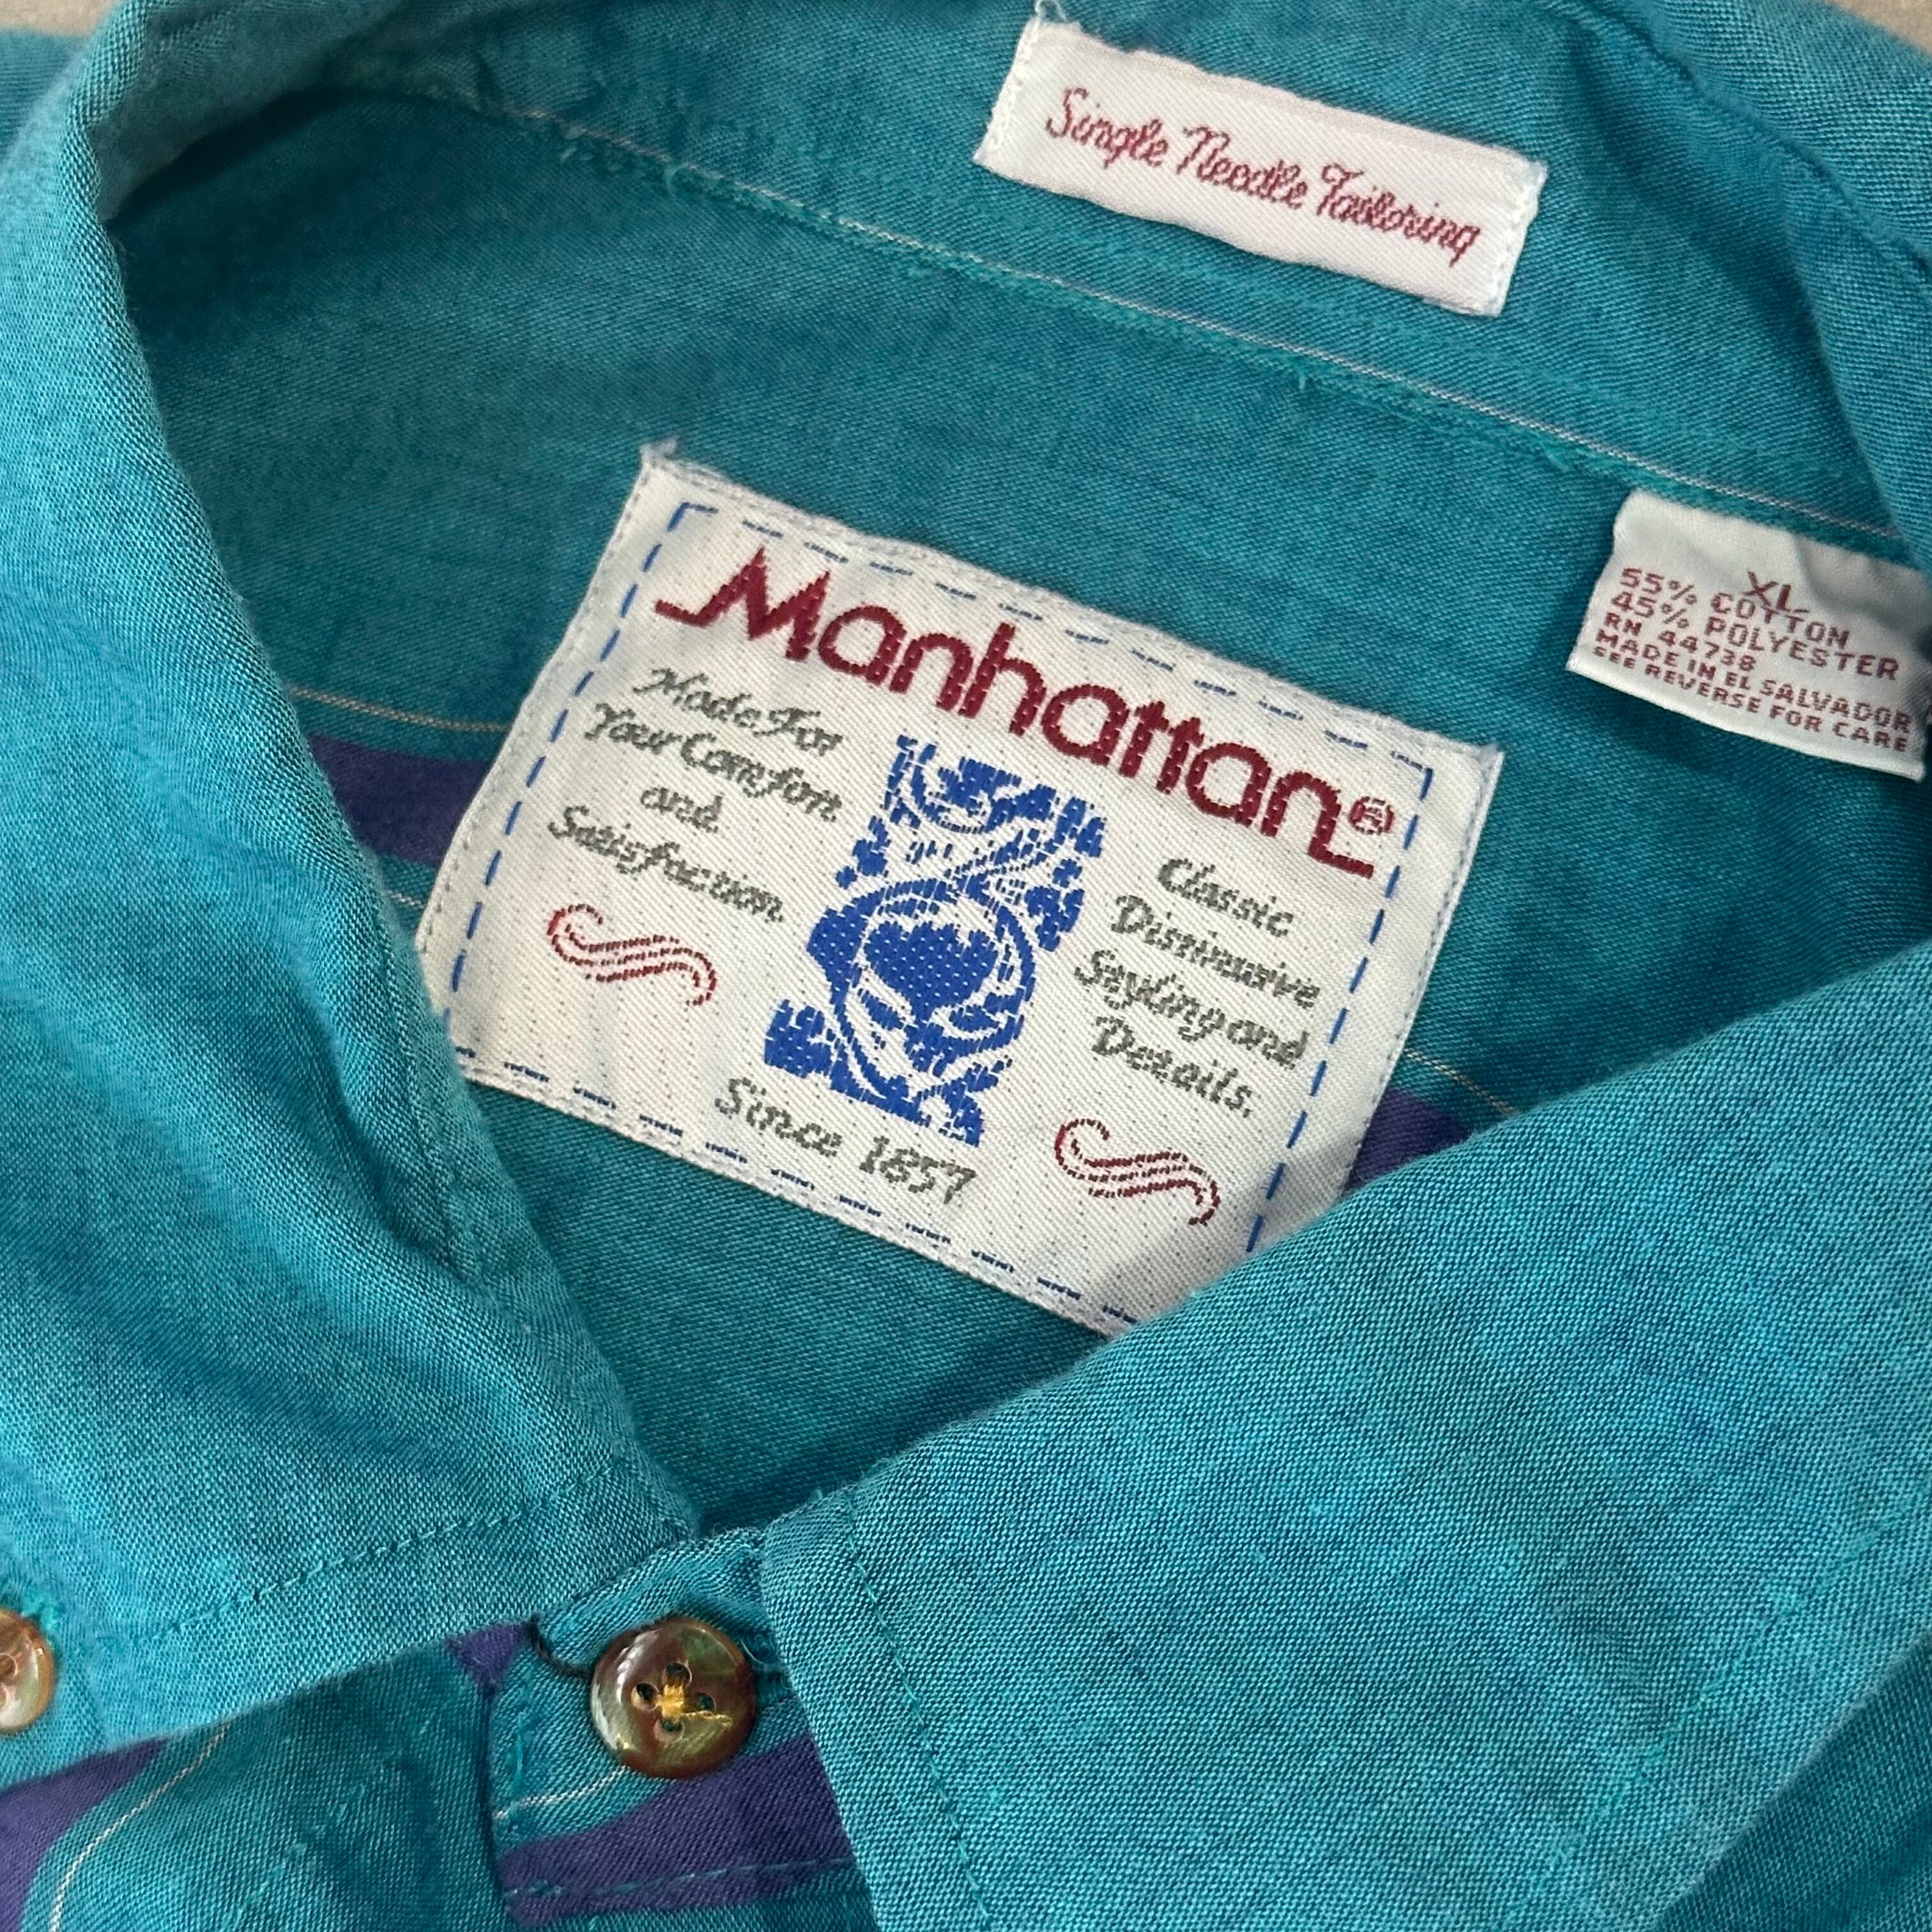 Single Needle Tailoring
Manhattan®
Made For
Your Comfort
and
Satisfaction.
Classic
Distinctive
Styling and
Details.
Since 1857
XL
55% COTTON
45% POLYESTER
RN 44738
MADE IN EL SALVADOR
SEE REVERSE FOR CARE